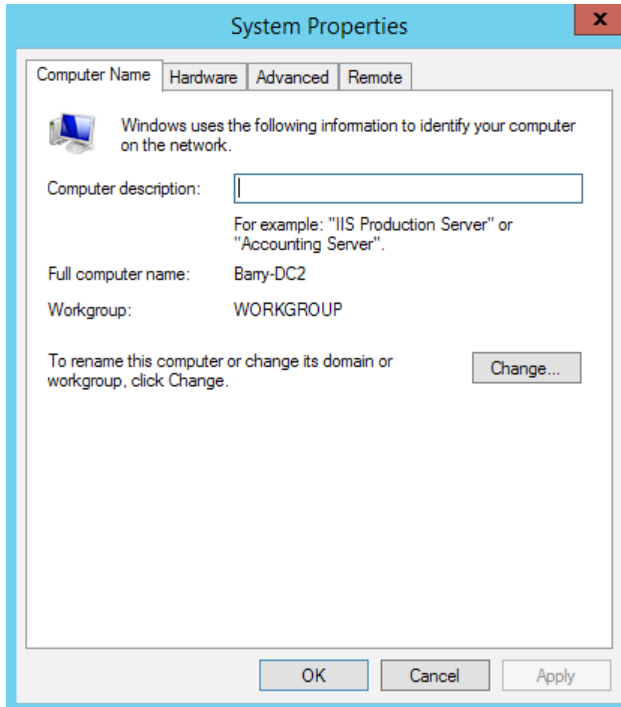 System Properties
x
Computer Name Hardware Advanced Remote
Windows uses the following information to identify your computer
on the network.
Computer description:
For example: "IIS Production Server" or
"Accounting Server".
Full computer name: Barry-DC2
Workgroup: WORKGROUP
To rename this computer or change its domain or
workgroup, click Change.
Change...
OK Cancel Apply